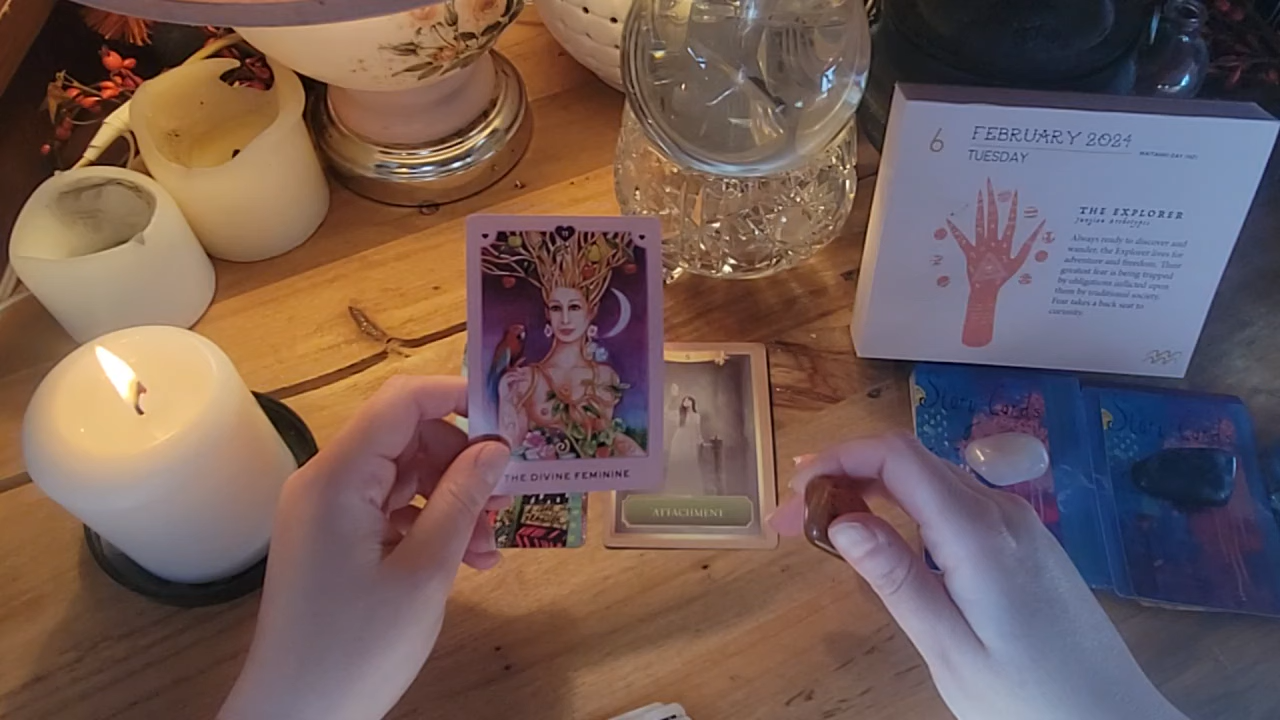 6
FEBRUARY 2024
TUESDAY
THE EXPLORER
jungian archetypes
Always ready to discover and
wander, the Explorer lives for
adventure and freedom. Their
greatest fear is being trapped
by obligations inflicted upon
them by traditional society.
Fear takes a back seat to
curiosity.
11
THE DIVINE FEMININE
5
ATTACHMENT
Story Cards
Story Cards